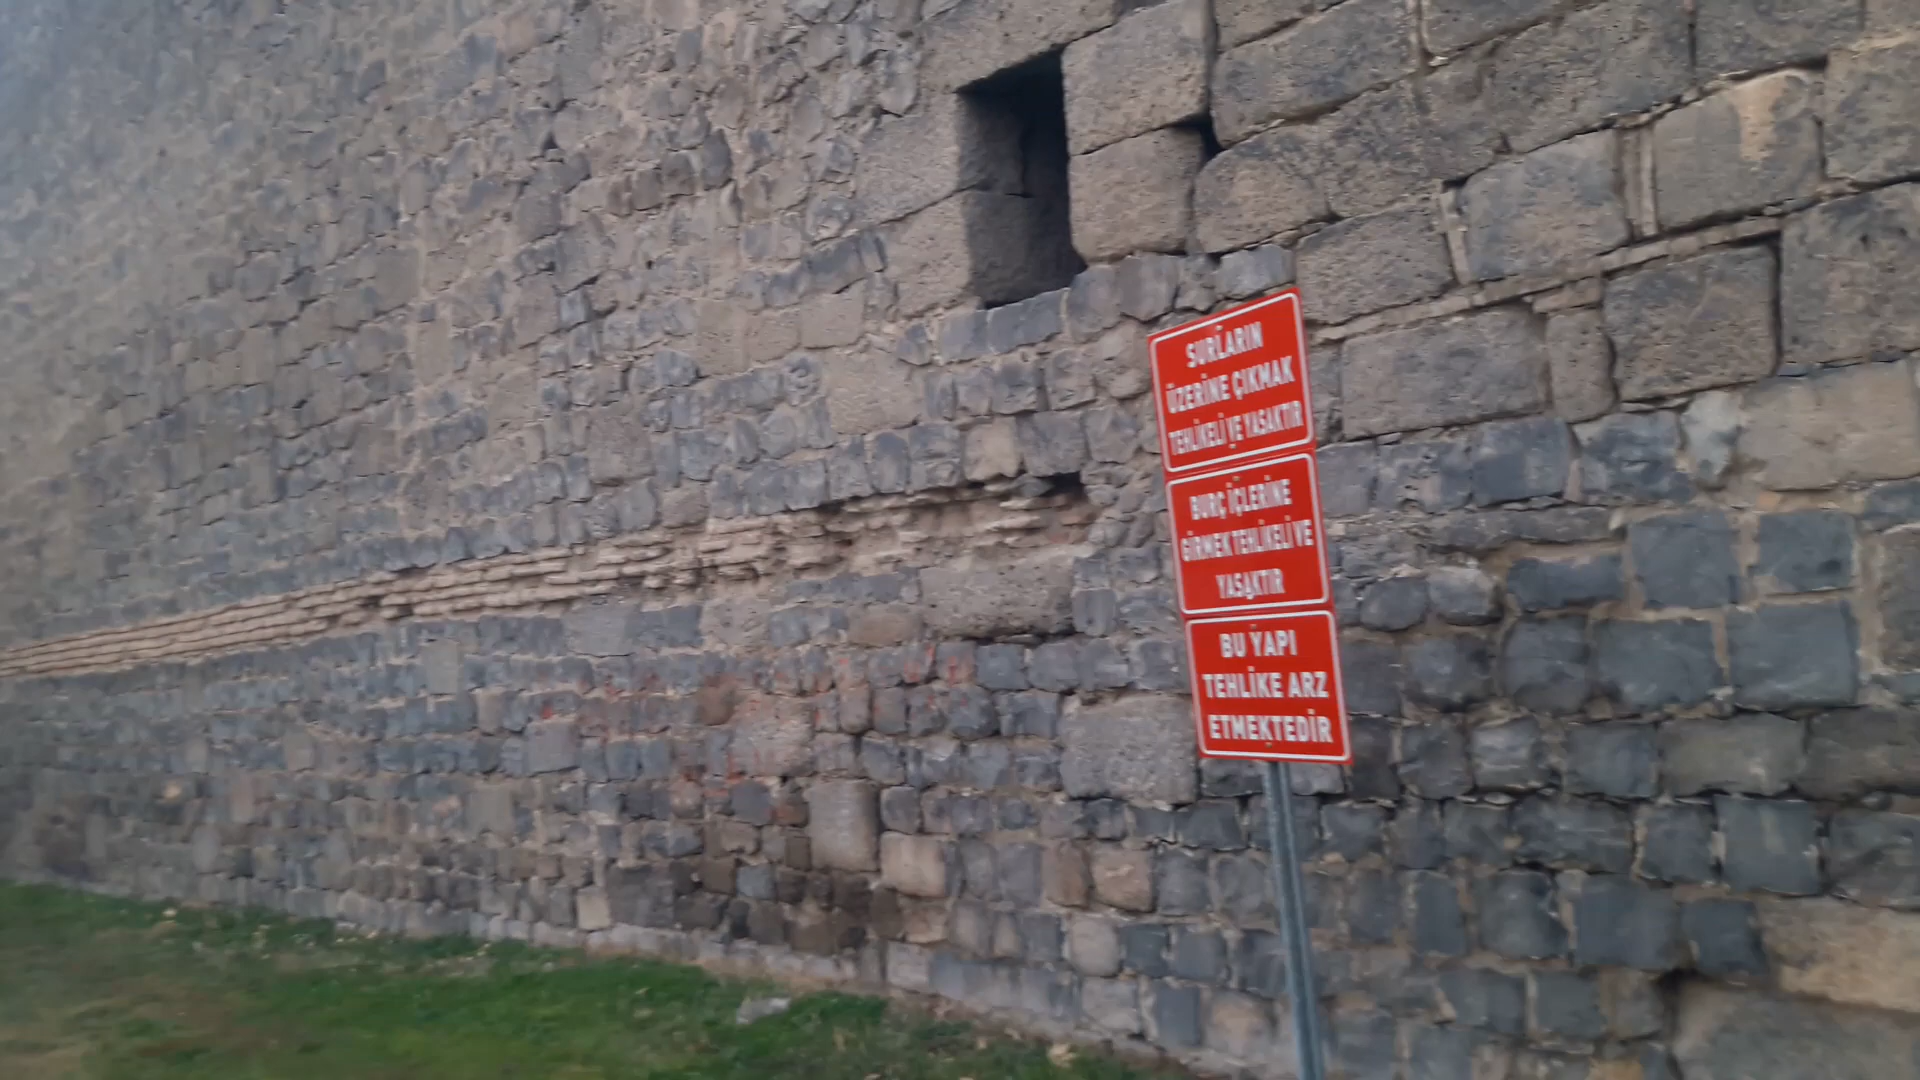 SURLARIN
ÜZERİNE ÇIKMAK
TEHLİKELİ VE YASAKTIR
BURÇ İÇLERİNE
GİRMEK TEHLİKELİ VE
YASAKTIR
BU YAPI
TEHLİKE ARZ
ETMEKTEDİR